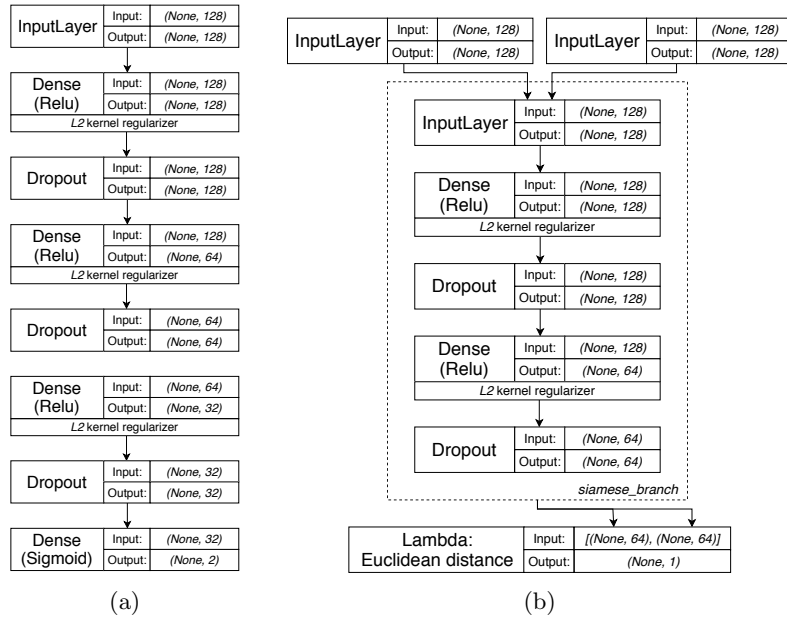 InputLayer Input: (None, 128)
Output: (None, 128)
Dense (Relu) Input: (None, 128)
Output: (None, 128)
L2 kernel regularizer
Dropout Input: (None, 128)
Output: (None, 128)
Dense (Relu) Input: (None, 128)
Output: (None, 64)
L2 kernel regularizer
Dropout Input: (None, 64)
Output: (None, 64)
Dense (Relu) Input: (None, 64)
Output: (None, 32)
L2 kernel regularizer
Dropout Input: (None, 32)
Output: (None, 32)
Dense (Sigmoid) Input: (None, 32)
Output: (None, 2)
(a)
InputLayer Input: (None, 128)
Output: (None, 128)
InputLayer Input: (None, 128)
Output: (None, 128)
InputLayer Input: (None, 128)
Output: (None, 128)
Dense (Relu) Input: (None, 128)
Output: (None, 128)
L2 kernel regularizer
Dropout Input: (None, 128)
Output: (None, 128)
Dense (Relu) Input: (None, 128)
Output: (None, 64)
L2 kernel regularizer
Dropout Input: (None, 64)
Output: (None, 64)
siamese_branch
Lambda: Input: [(None, 64), (None, 64)]
Euclidean distance Output: (None, 1)
(b)